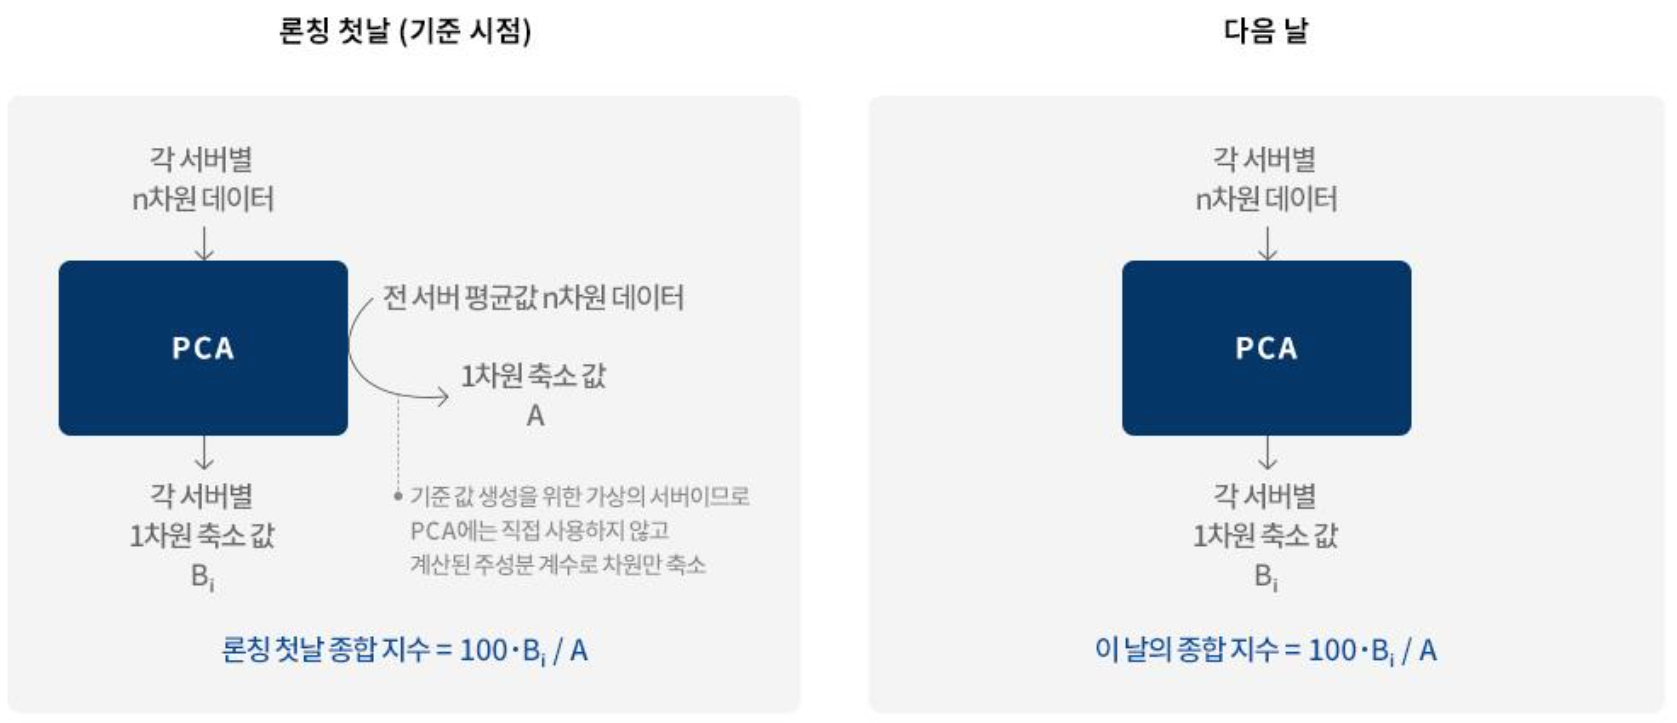 론칭 첫날 (기준 시점)
각 서버별
n차원 데이터
PCA
전 서버 평균값 n차원 데이터
1차원 축소 값
A
기준 값 생성을 위한 가상의 서버이므로
PCA에는 직접 사용하지 않고
계산된 주성분 계수로 차원만 축소
각 서버별
1차원 축소 값
Bi
론칭 첫날 종합 지수 = 100·Bi / A
다음 날
각 서버별
n차원 데이터
PCA
각 서버별
1차원 축소 값
Bi
이 날의 종합 지수 = 100·Bi / A